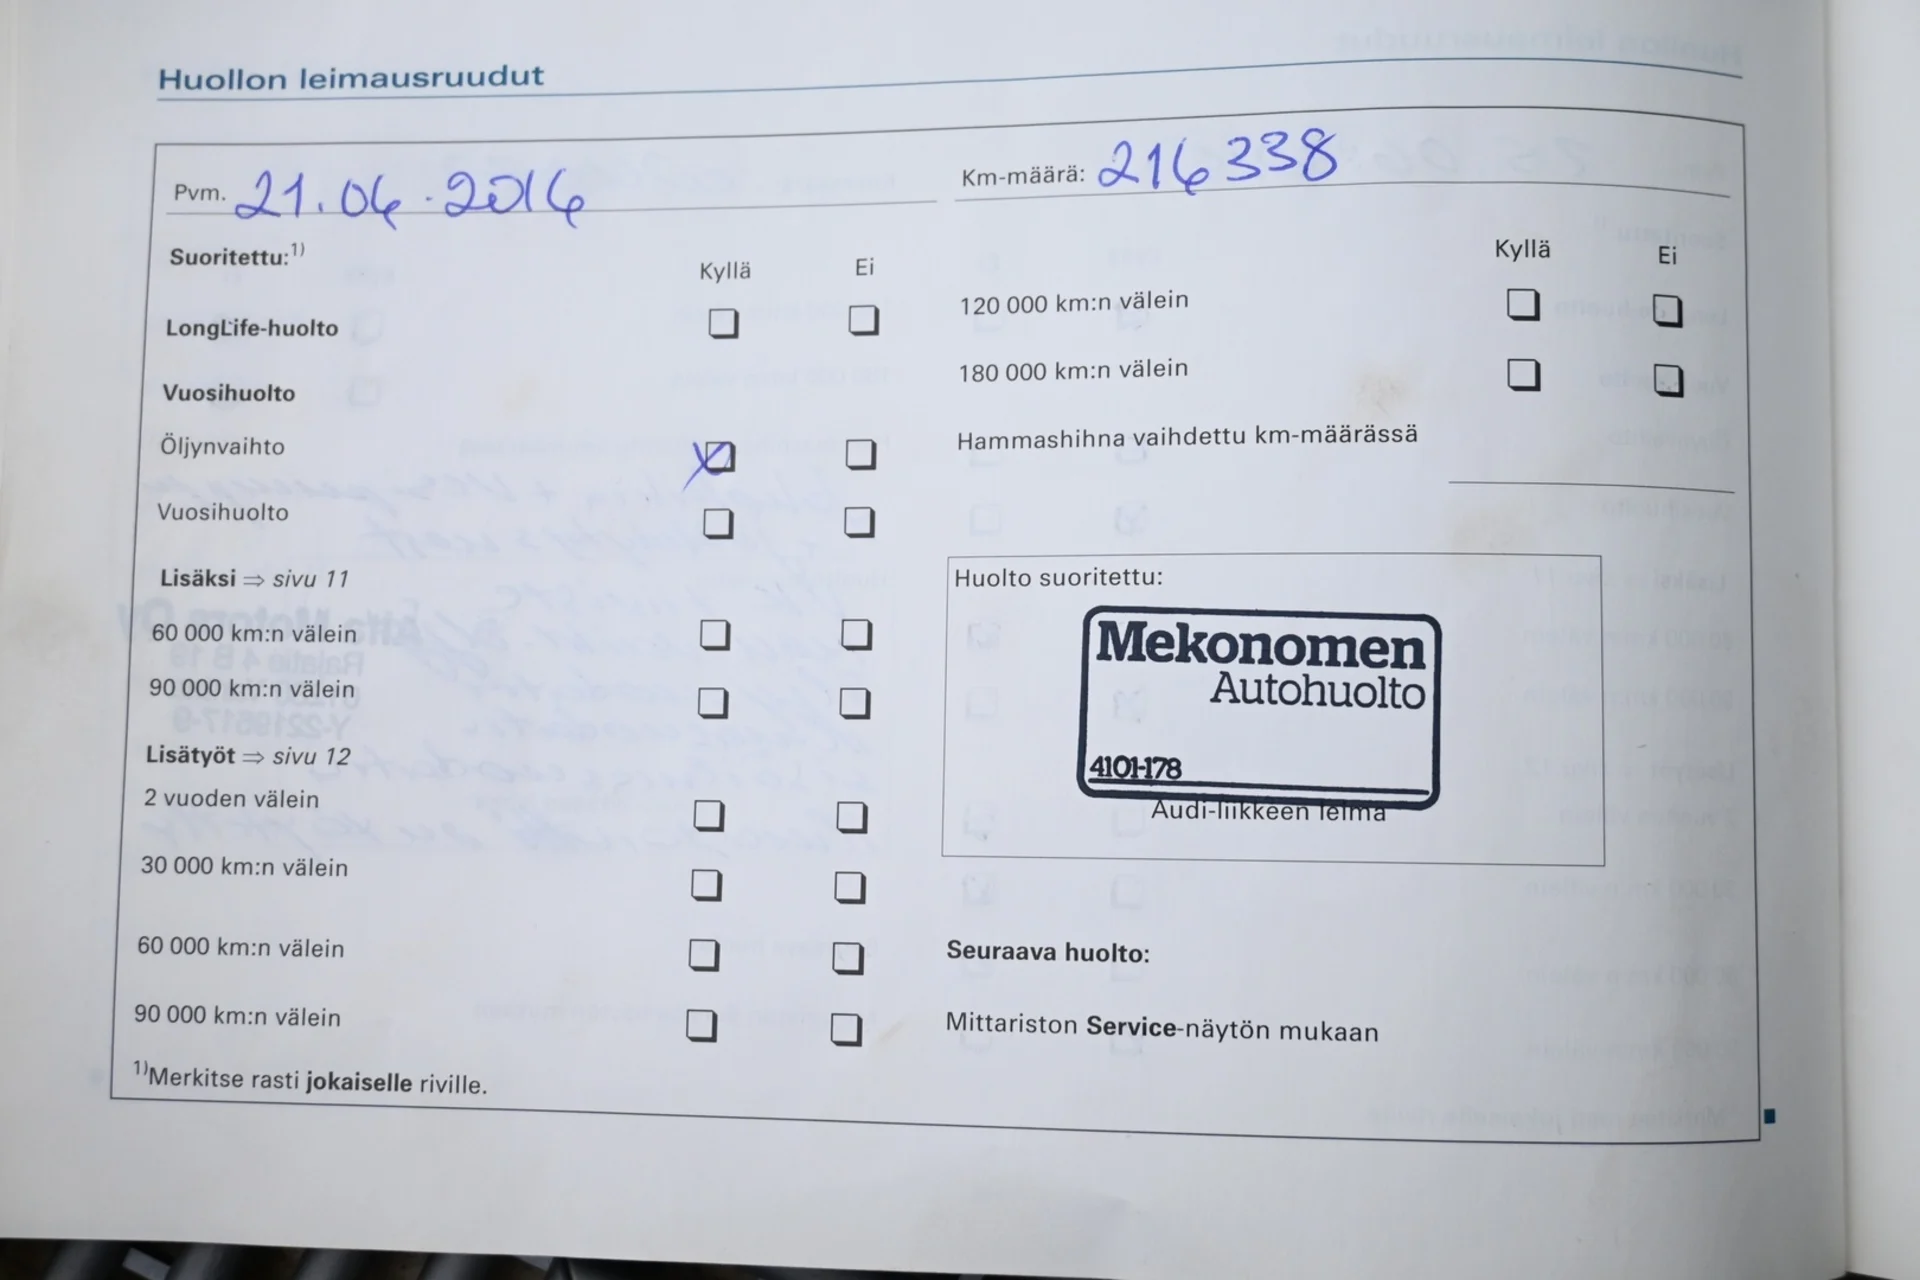 Huollon leimausruudut
Pvm. 21.06.2016
Suoritettu:1)
Kyllä Ei
LongLife-huolto
Vuosihuolto
Öljynvaihto
Vuosihuolto
Lisäksi ⇒ sivu 11
60 000 km:n välein
90 000 km:n välein
Lisätyöt ⇒ sivu 12
2 vuoden välein
30 000 km:n välein
60 000 km:n välein
90 000 km:n välein
1)Merkitse rasti jokaiselle riville.
Km-määrä: 216338
Kyllä Ei
120 000 km:n välein
180 000 km:n välein
Hammashihna vaihdettu km-määrässä
Huolto suoritettu:
Mekonomen
Autohuolto
4101-178
Audi-liikkeen leima
Seuraava huolto:
Mittariston Service-näytön mukaan